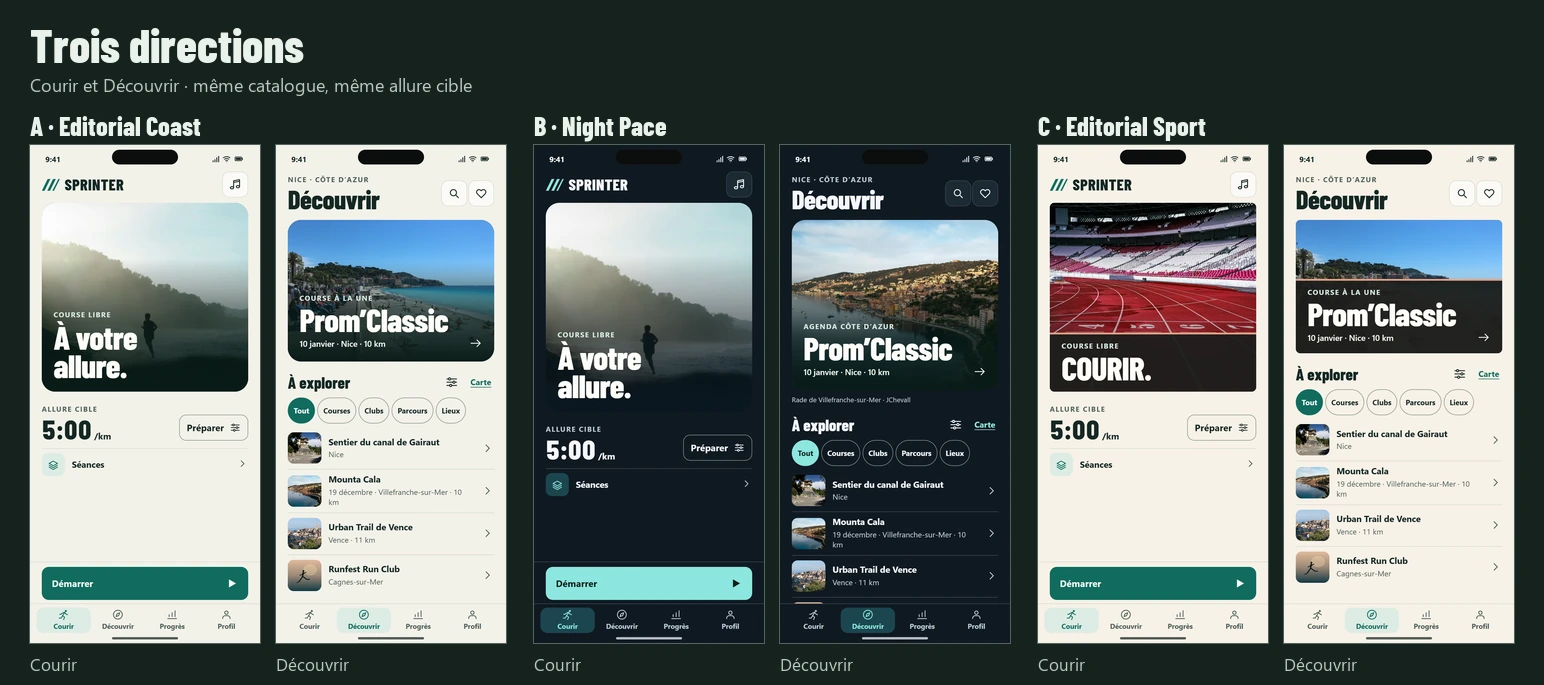 Trois directions
Courir et Découvrir · même catalogue, même allure cible
A · Editorial Coast
9:41
SPRINTER
COURSE LIBRE
À votre
allure.
ALLURE CIBLE
5:00 /km
Préparer
Séances
Démarrer
Courir
Découvrir
Progrès
Profil
Courir
9:41
NICE · CÔTE D'AZUR
Découvrir
COURSE À LA UNE
Prom'Classic
10 janvier · Nice · 10 km
À explorer
Carte
Tout
Courses
Clubs
Parcours
Lieux
Sentier du canal de Gairaut
Nice
Mounta Cala
19 décembre · Villefranche-sur-Mer · 10
km
Urban Trail de Vence
Vence · 11 km
Runfest Run Club
Cagnes-sur-Mer
Courir
Découvrir
Progrès
Profil
Découvrir
B · Night Pace
9:41
SPRINTER
COURSE LIBRE
À votre
allure.
ALLURE CIBLE
5:00 /km
Préparer
Séances
Démarrer
Courir
Découvrir
Progrès
Profil
Courir
9:41
NICE · CÔTE D'AZUR
Découvrir
AGENDA CÔTE D'AZUR
Prom'Classic
10 janvier · Nice · 10 km
Rade de Villefranche-sur-Mer · JChevall
À explorer
Carte
Tout
Courses
Clubs
Parcours
Lieux
Sentier du canal de Gairaut
Nice
Mounta Cala
19 décembre · Villefranche-sur-Mer · 10
km
Urban Trail de Vence
Vence · 11 km
Courir
Découvrir
Progrès
Profil
Découvrir
C · Editorial Sport
9:41
SPRINTER
COURSE LIBRE
COURIR.
ALLURE CIBLE
5:00 /km
Préparer
Séances
Démarrer
Courir
Découvrir
Progrès
Profil
Courir
9:41
NICE · CÔTE D'AZUR
Découvrir
COURSE À LA UNE
Prom'Classic
10 janvier · Nice · 10 km
À explorer
Carte
Tout
Courses
Clubs
Parcours
Lieux
Sentier du canal de Gairaut
Nice
Mounta Cala
19 décembre · Villefranche-sur-Mer · 10
km
Urban Trail de Vence
Vence · 11 km
Runfest Run Club
Cagnes-sur-Mer
Courir
Découvrir
Progrès
Profil
Découvrir